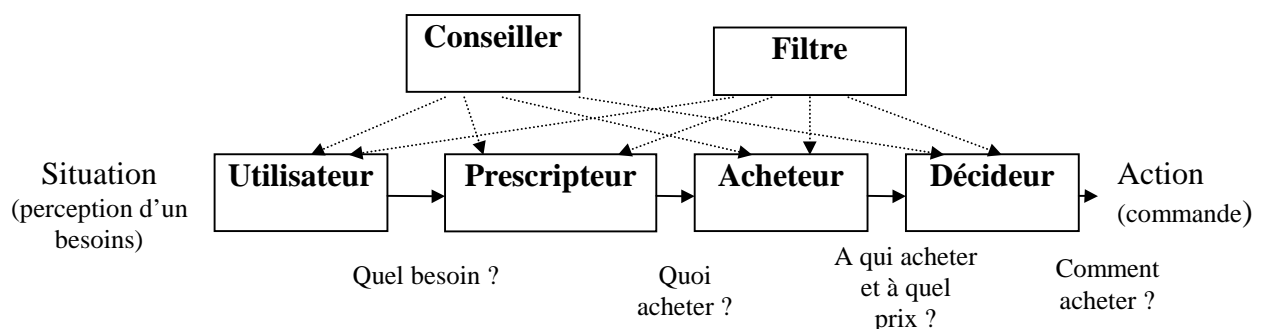 Conseiller
Filtre
Situation
(perception d’un
besoins)
Utilisateur
Prescripteur
Acheteur
Décideur
Action
(commande)
Quel besoin ?
Quoi
acheter ?
A qui acheter
et à quel
prix ?
Comment
acheter ?